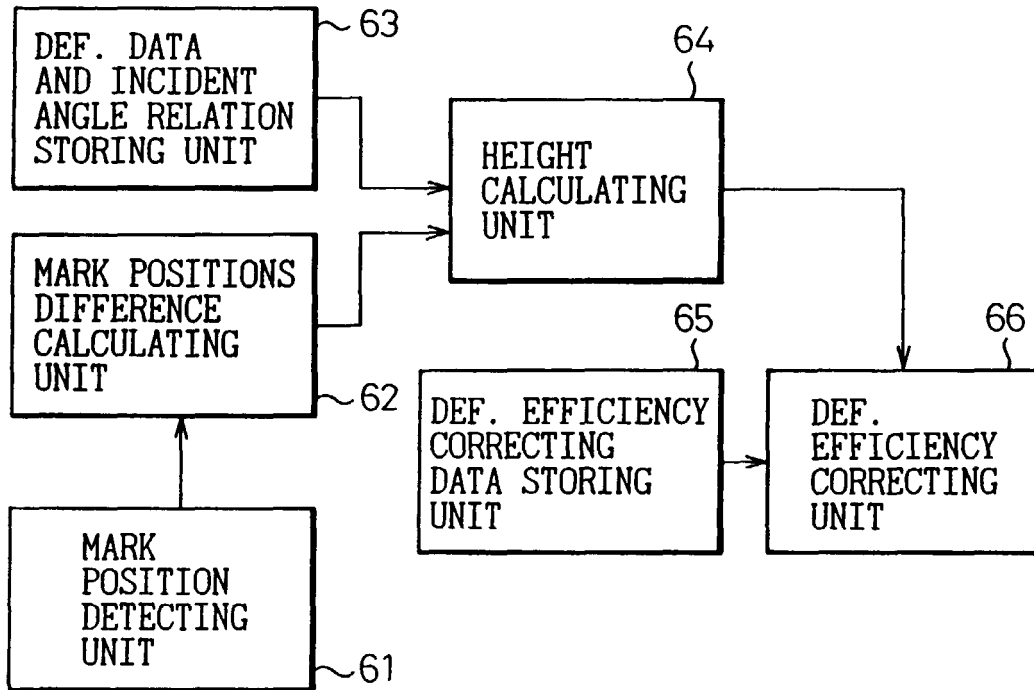 63
DEF. DATA
AND INCIDENT
ANGLE RELATION
STORING UNIT
64
HEIGHT
CALCULATING
UNIT
MARK POSITIONS
DIFFERENCE
CALCULATING
UNIT
62
65
DEF. EFFICIENCY
CORRECTING
DATA STORING
UNIT
66
DEF.
EFFICIENCY
CORRECTING
UNIT
MARK
POSITION
DETECTING
UNIT
61